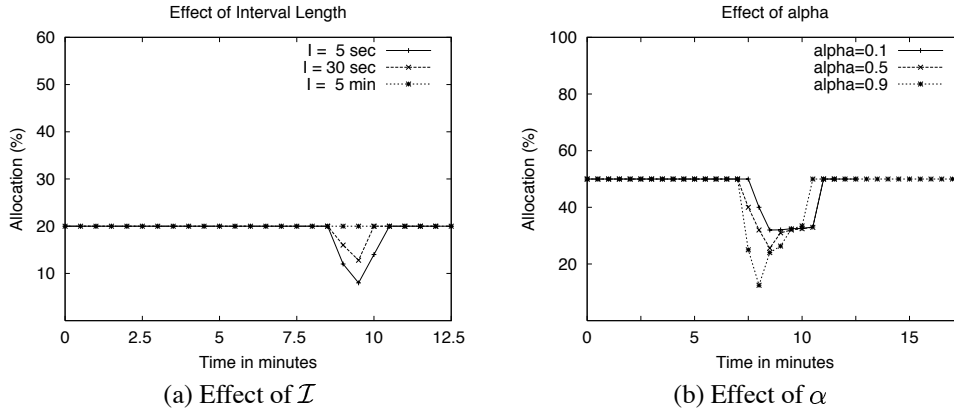 Effect of Interval Length
60
50
40
30
20
10
Allocation (%)
I = 5 sec
I = 30 sec
I = 5 min
0
2.5
5
7.5
10
12.5
Time in minutes
(a) Effect of I
Effect of alpha
100
80
60
40
20
Allocation (%)
alpha=0.1
alpha=0.5
alpha=0.9
0
5
10
15
Time in minutes
(b) Effect of α